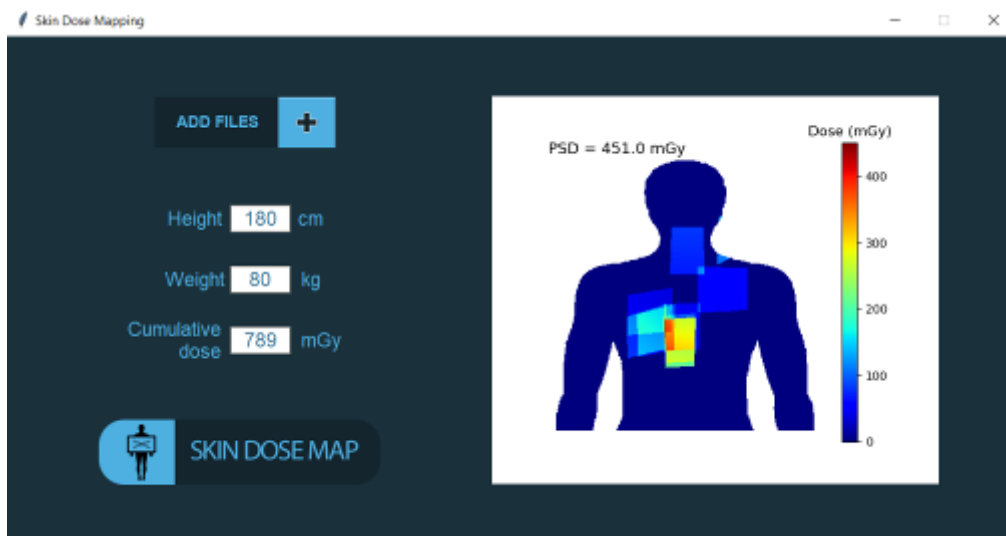 Skin Dose Mapping
ADD FILES
Height 180 cm
Weight 80 kg
Cumulative dose 789 mGy
SKIN DOSE MAP
PSD = 451.0 mGy
Dose (mGy)
400
300
200
100
0